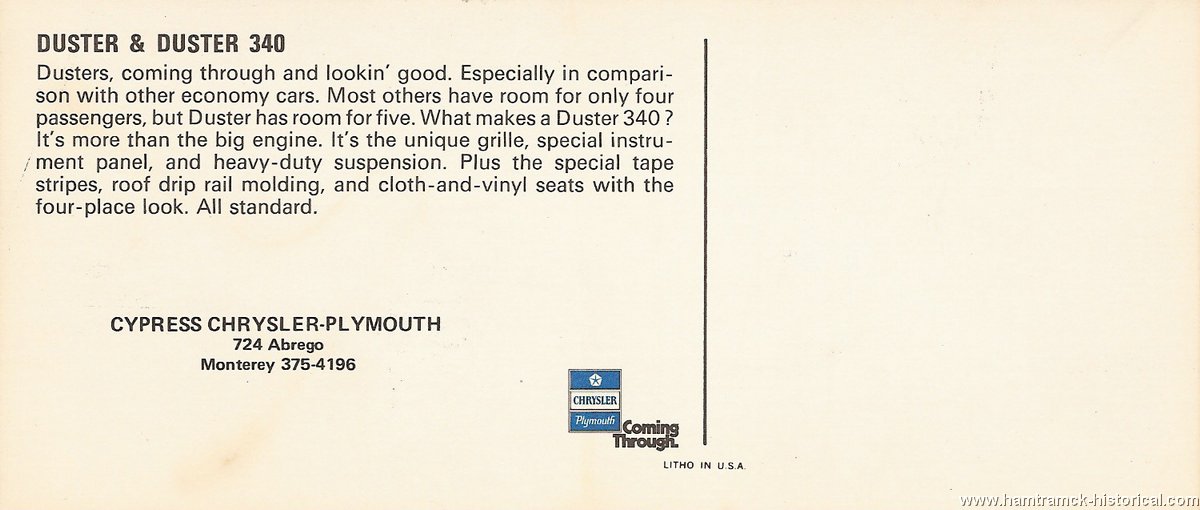 DUSTER & DUSTER 340
Dusters, coming through and lookin' good. Especially in compari-
son with other economy cars. Most others have room for only four
passengers, but Duster has room for five. What makes a Duster 340?
It's more than the big engine. It's the unique grille, special instru-
ment panel, and heavy-duty suspension. Plus the special tape
stripes, roof drip rail molding, and cloth-and-vinyl seats with the
four-place look. All standard.
CYPRESS CHRYSLER-PLYMOUTH
724 Abrego
Monterey 375-4196
CHRYSLER
Plymouth
Coming
Through.
LITHO IN U.S.A.
www.hamtramck-historical.com